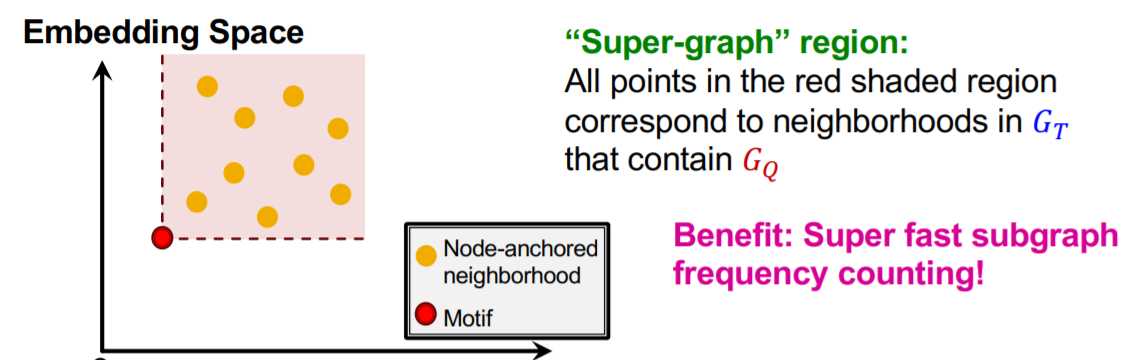 Embedding Space
“Super-graph” region:
All points in the red shaded region
correspond to neighborhoods in G_T
that contain G_Q
Benefit: Super fast subgraph
frequency counting!
Node-anchored
neighborhood
Motif